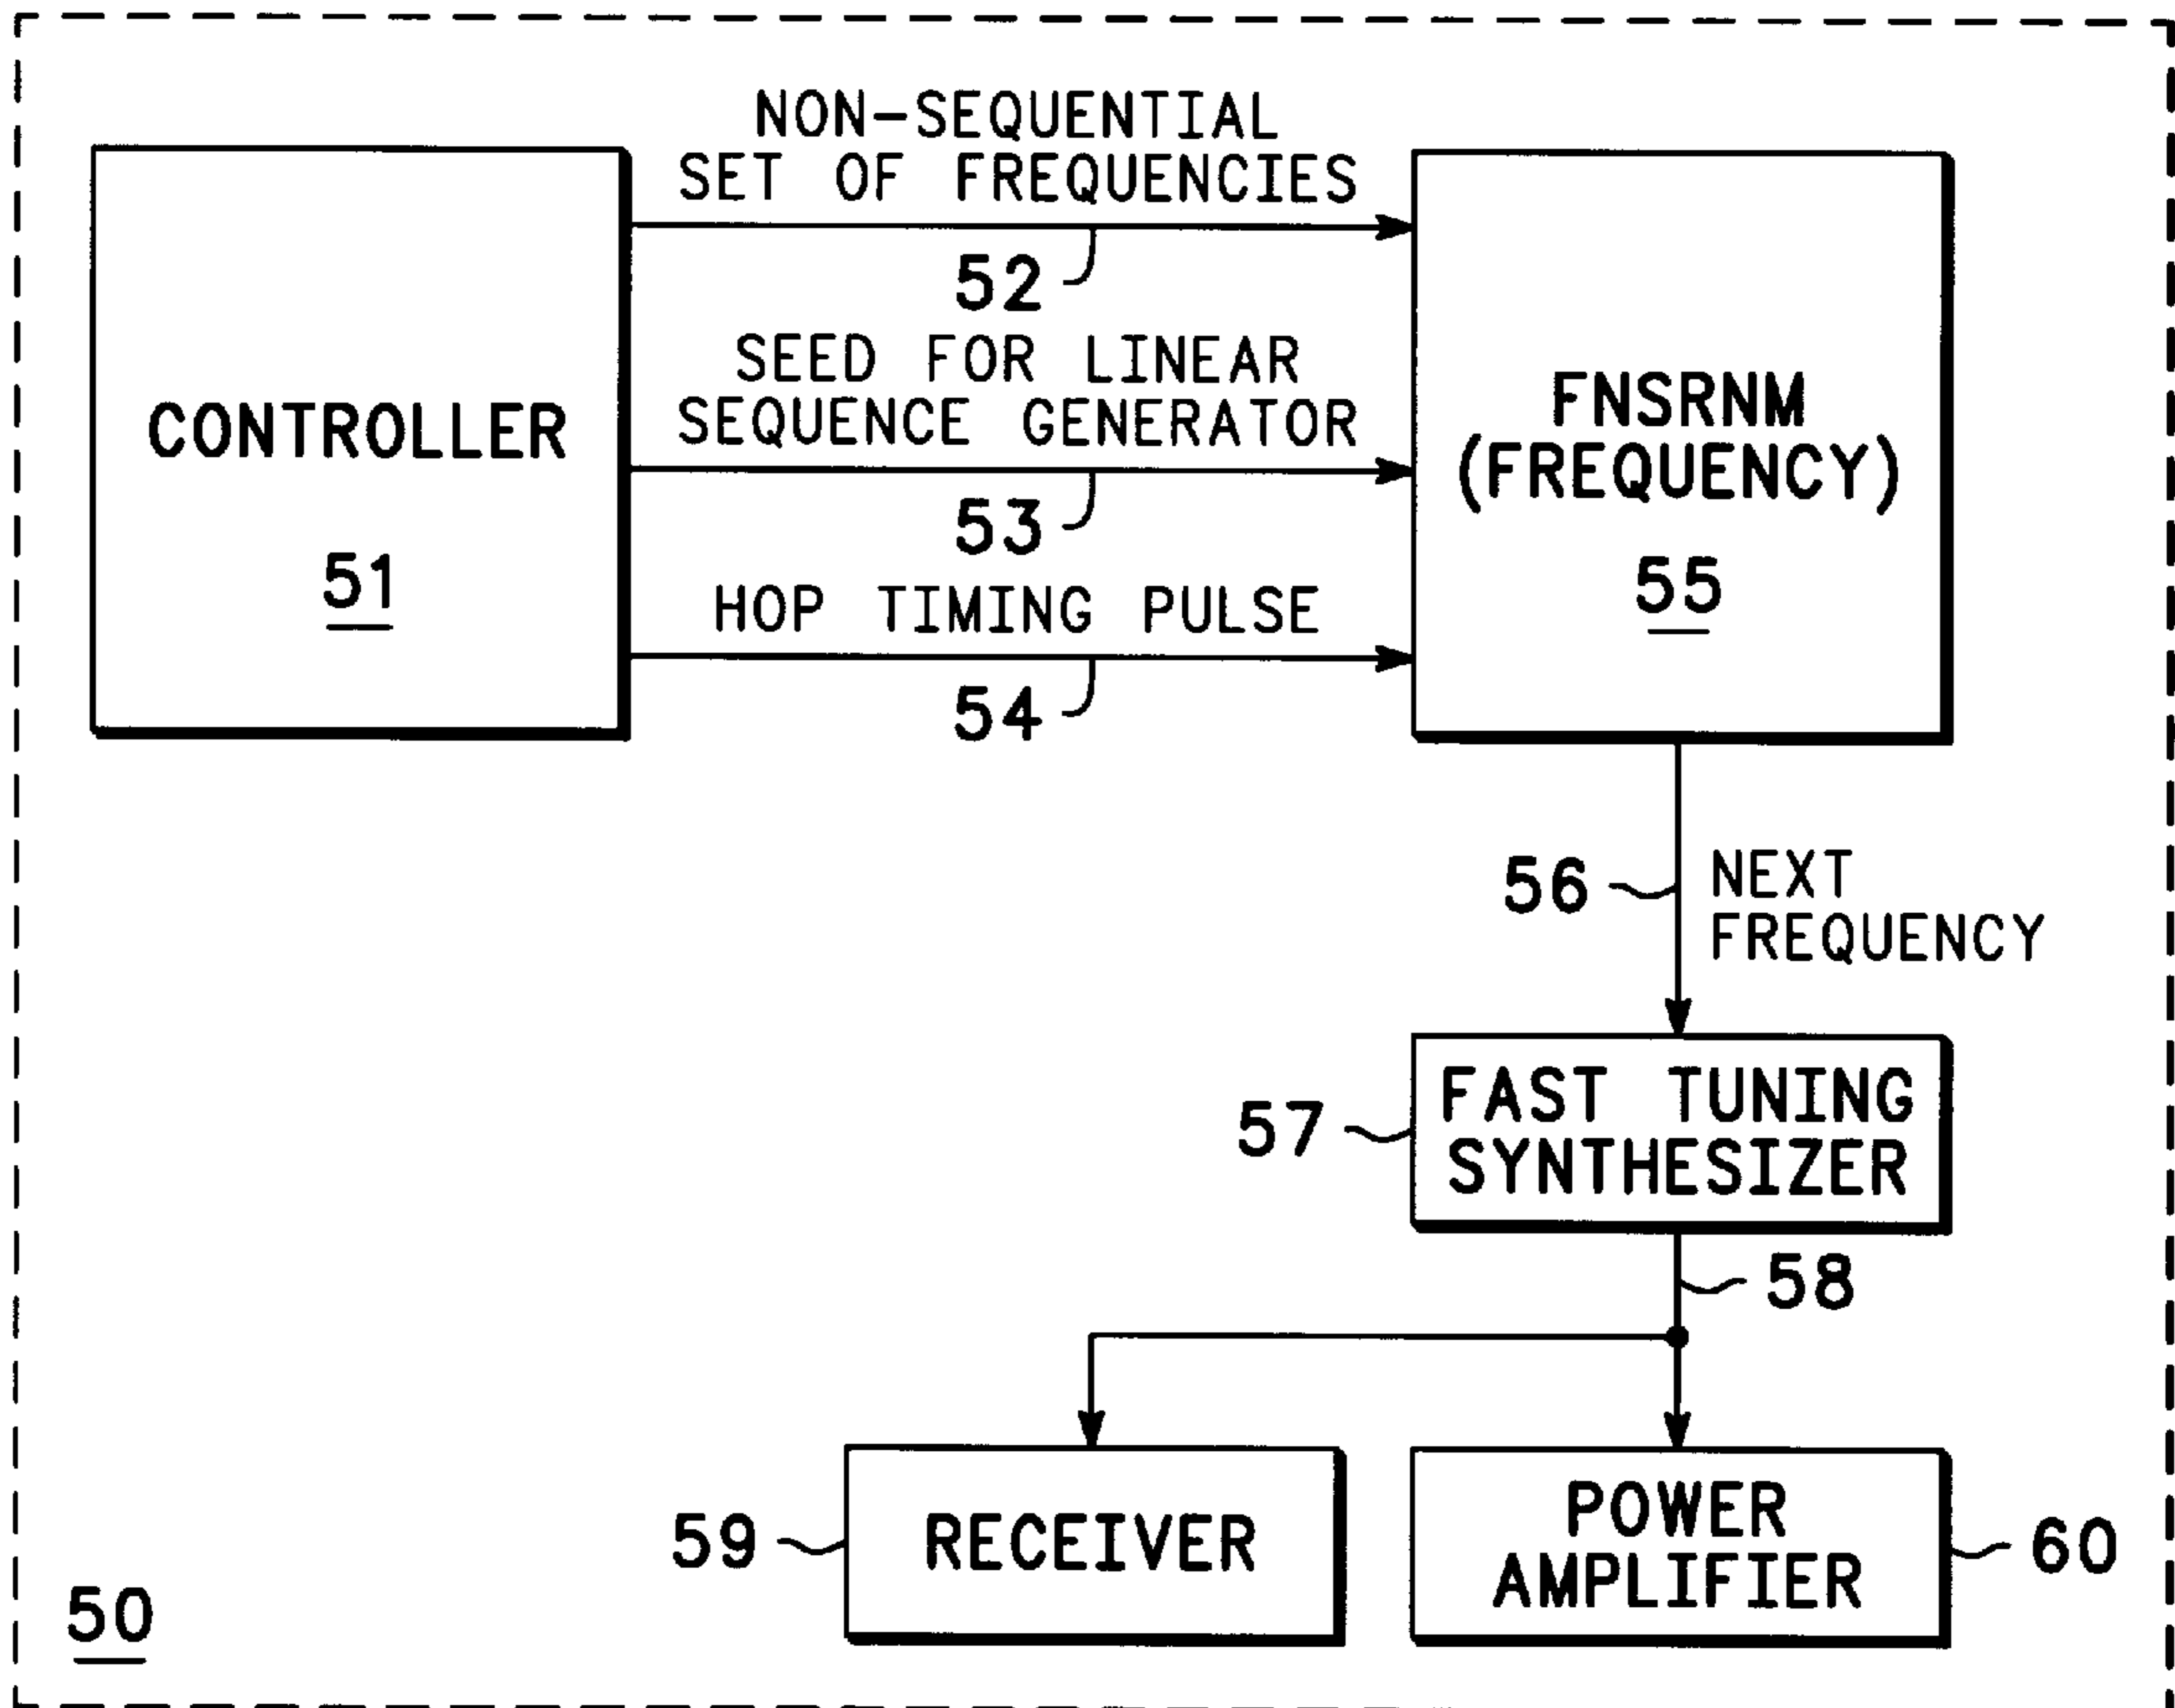 NON-SEQUENTIAL
SET OF FREQUENCIES
52
SEED FOR LINEAR
SEQUENCE GENERATOR
53
HOP TIMING PULSE
54
CONTROLLER
51
FNSRNM
(FREQUENCY)
55
56
NEXT
FREQUENCY
57
FAST TUNING
SYNTHESIZER
58
59
RECEIVER
POWER
AMPLIFIER
60
50